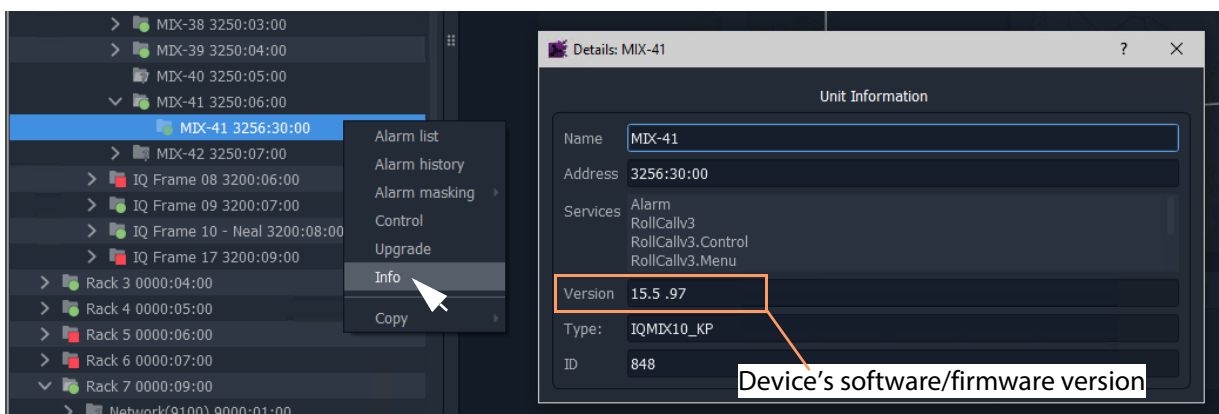 MIX-38 3250:03:00
MIX-39 3250:04:00
MIX-40 3250:05:00
MIX-41 3250:06:00
MIX-41 3256:30:00
MIX-42 3250:07:00
IQ Frame 08 3200:06:00
IQ Frame 09 3200:07:00
IQ Frame 10 - Neal 3200:08:00
IQ Frame 17 3200:09:00
Rack 3 0000:04:00
Rack 4 0000:05:00
Rack 5 0000:06:00
Rack 6 0000:07:00
Rack 7 0000:09:00
Network(9100) 9000:01:00
Alarm list
Alarm history
Alarm masking
Control
Upgrade
Info
Copy
Details: MIX-41 ?
Unit Information
Name MIX-41
Address 3256:30:00
Services Alarm
RollCallv3
RollCallv3.Control
RollCallv3.Menu
Version 15.5 .97
Type: IQMIX10_KP
ID 848
Device's software/firmware version